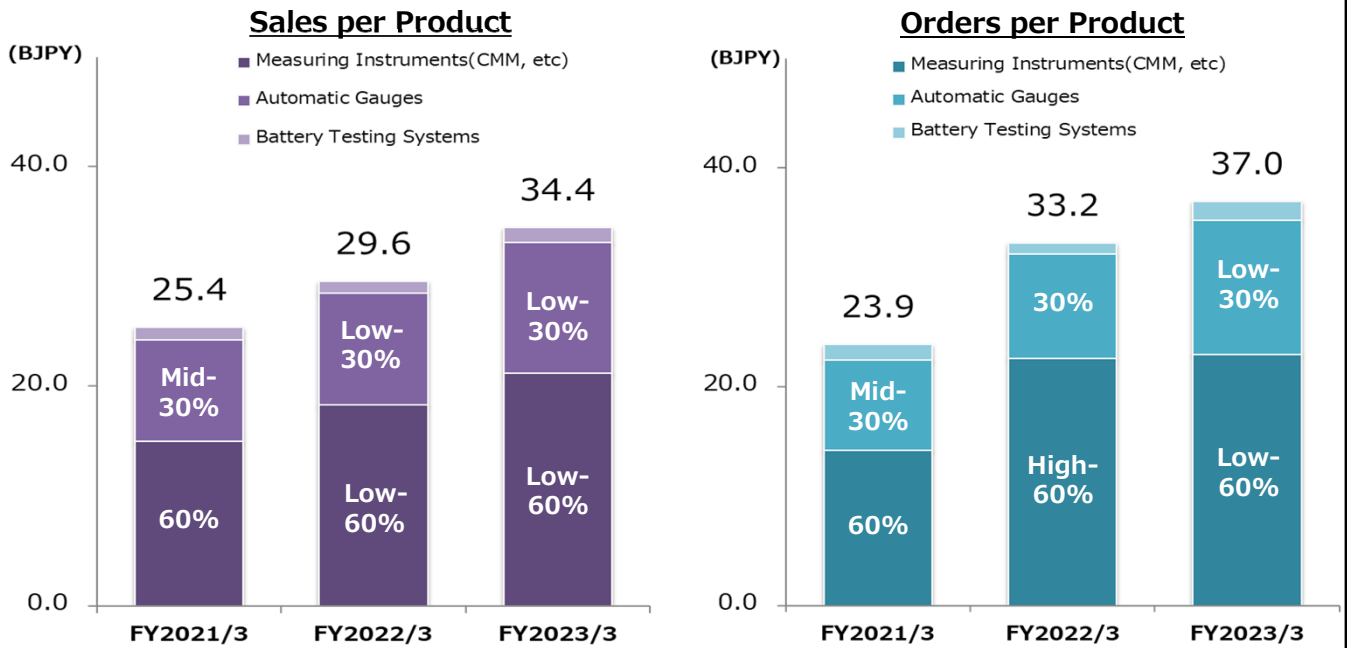 Sales per Product
(BJPY)
Measuring Instruments(CMM, etc)
Automatic Gauges
Battery Testing Systems
40.0
20.0
0.0
25.4
29.6
34.4
Mid-
30%
60%
Low-
30%
Low-
60%
Low-
30%
Low-
60%
FY2021/3
FY2022/3
FY2023/3
Orders per Product
(BJPY)
Measuring Instruments(CMM, etc)
Automatic Gauges
Battery Testing Systems
40.0
20.0
0.0
23.9
33.2
37.0
Mid-
30%
60%
30%
High-
60%
Low-
30%
Low-
60%
FY2021/3
FY2022/3
FY2023/3